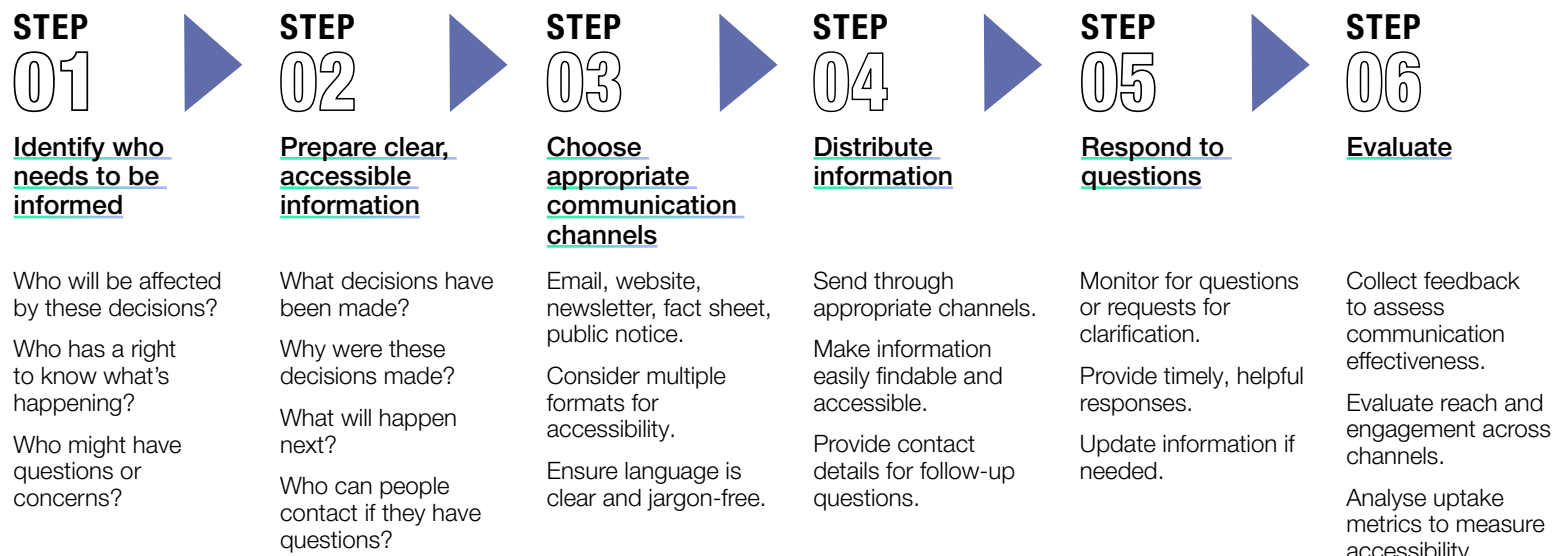 STEP
01
Identify who
needs to be
informed
Who will be affected
by these decisions?
Who has a right
to know what's
happening?
Who might have
questions or
concerns?
STEP
02
Prepare clear,
accessible
information
What decisions have
been made?
Why were these
decisions made?
What will happen
next?
Who can people
contact if they have
questions?
STEP
03
Choose
appropriate
communication
channels
Email, website,
newsletter, fact sheet,
public notice.
Consider multiple
formats for
accessibility.
Ensure language is
clear and jargon-free.
STEP
04
Distribute
information
Send through
appropriate channels.
Make information
easily findable and
accessible.
Provide contact
details for follow-up
questions.
STEP
05
Respond to
questions
Monitor for questions
or requests for
clarification.
Provide timely, helpful
responses.
Update information if
needed.
STEP
06
Evaluate
Collect feedback
to assess
communication
effectiveness.
Evaluate reach and
engagement across
channels.
Analyse uptake
metrics to measure
accessibility